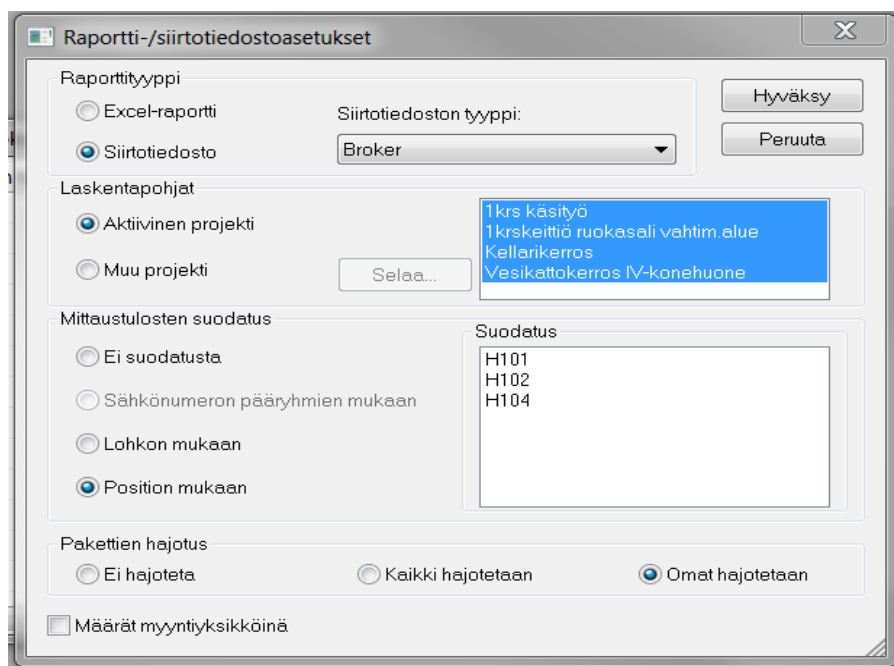 Raportti-/siirtotiedostoasetukset
Raporttityyppi
Excel-raportti
Siirtotiedosto
Siirtotiedoston tyyppi:
Broker
Hyväksy
Peruuta
Laskentapohjat
Aktiivinen projekti
Muu projekti
Selaa...
1krs käsityö
1krskeittiö ruokasali vahtim.alue
Kellarikerros
Vesikattokerros IV-konehuone
Mittaustulosten suodatus
Ei suodatusta
Sähkönumeron pääryhmien mukaan
Lohkon mukaan
Position mukaan
Suodatus
H101
H102
H104
Pakettien hajotus
Ei hajoteta
Kaikki hajotetaan
Omat hajotetaan
Määrät myyntiyksikköinä